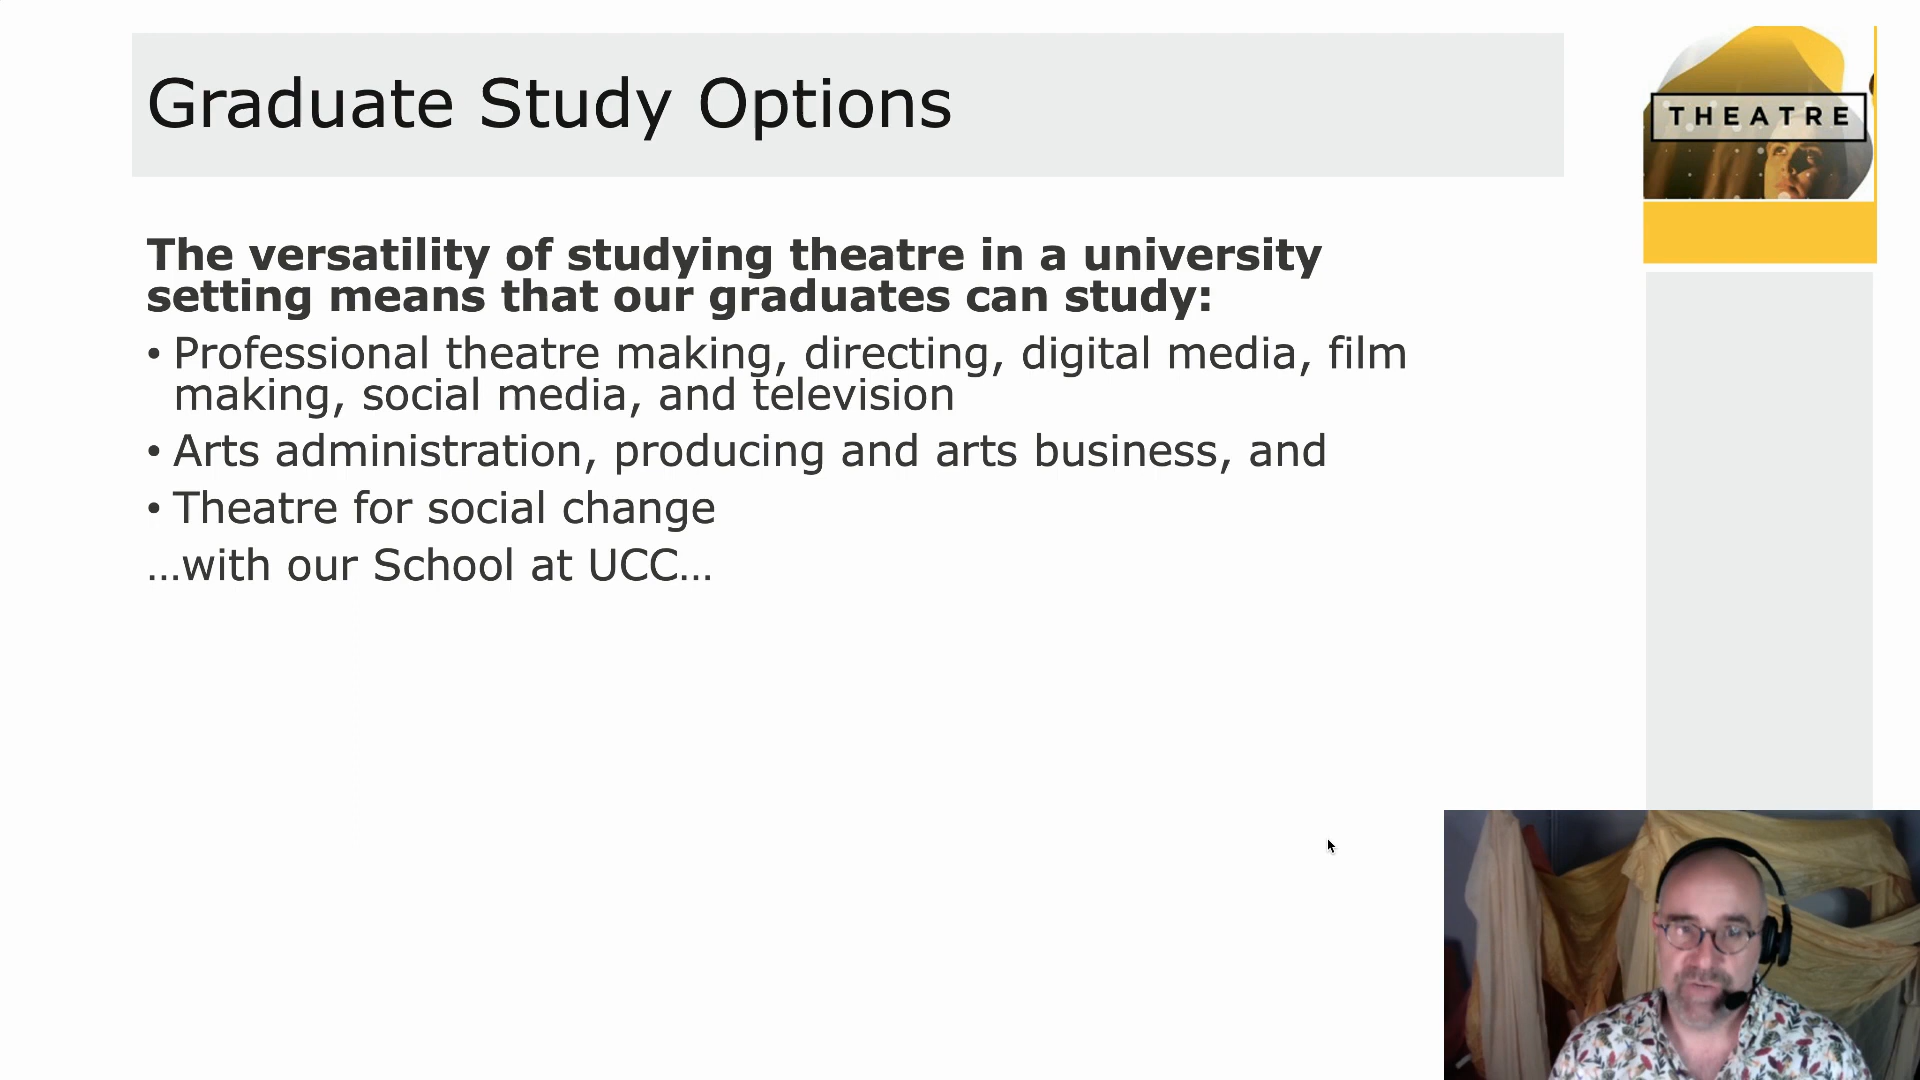 Graduate Study Options
THEATRE
The versatility of studying theatre in a university
setting means that our graduates can study:
• Professional theatre making, directing, digital media, film
making, social media, and television
• Arts administration, producing and arts business, and
• Theatre for social change
…with our School at UCC…